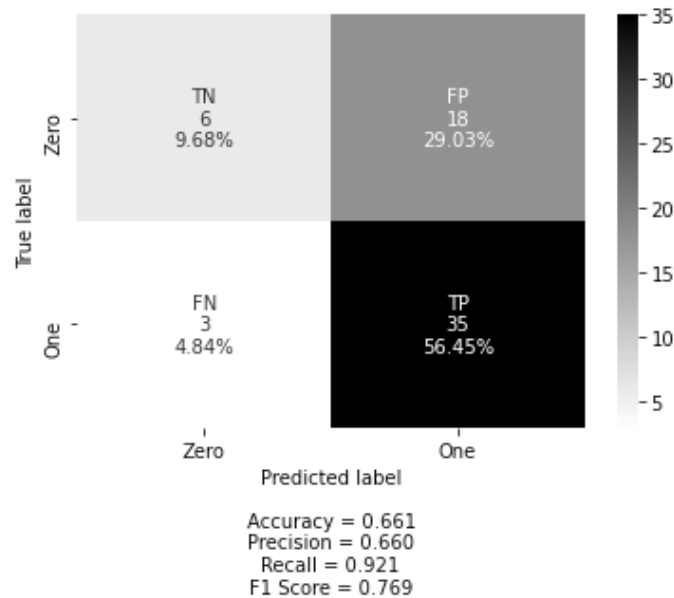 TN
6
9.68%
FP
18
29.03%
FN
3
4.84%
TP
35
56.45%
True label
Zero
One
Zero
One
Predicted label
35
30
25
20
15
10
5
Accuracy = 0.661
Precision = 0.660
Recall = 0.921
F1 Score = 0.769